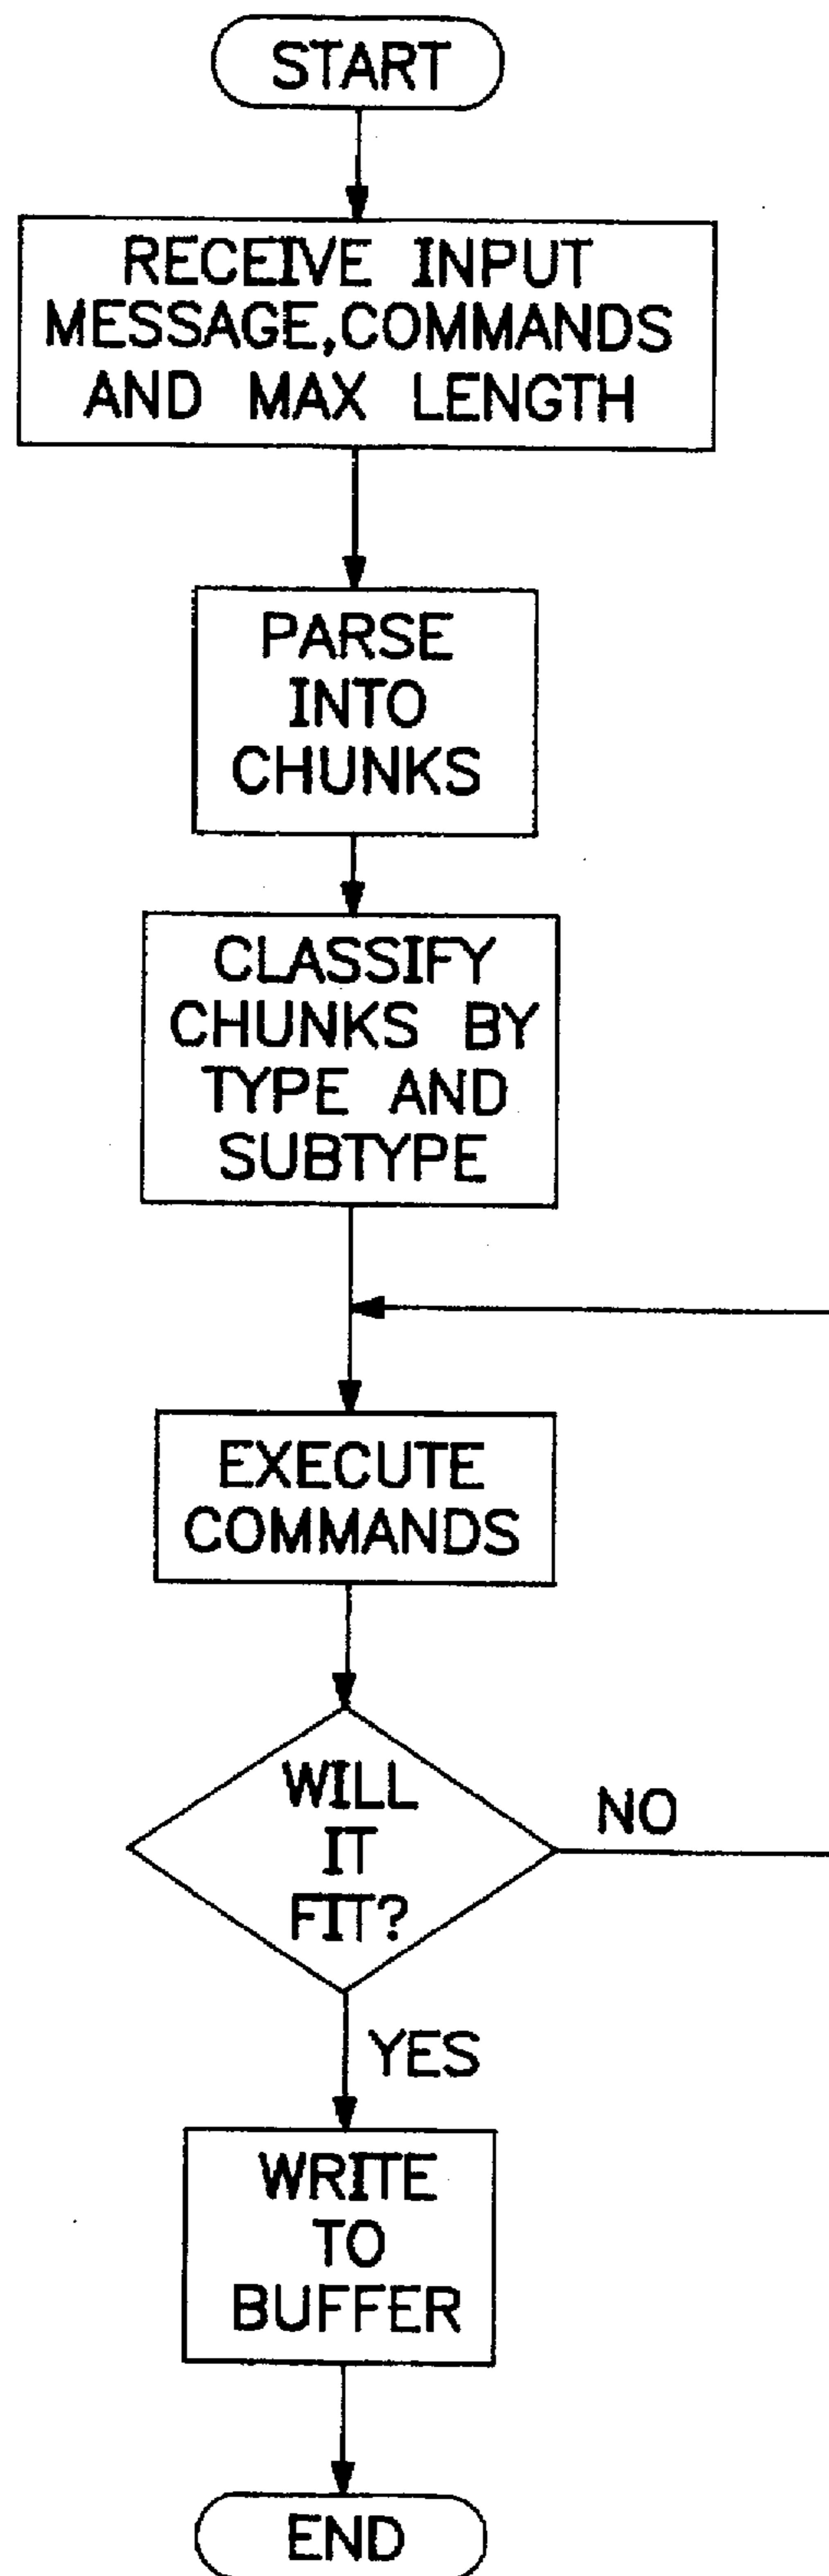 START
RECEIVE INPUT
MESSAGE,COMMANDS
AND MAX LENGTH
PARSE
INTO
CHUNKS
CLASSIFY
CHUNKS BY
TYPE AND
SUBTYPE
EXECUTE
COMMANDS
WILL
IT
FIT?
NO
YES
WRITE
TO
BUFFER
END